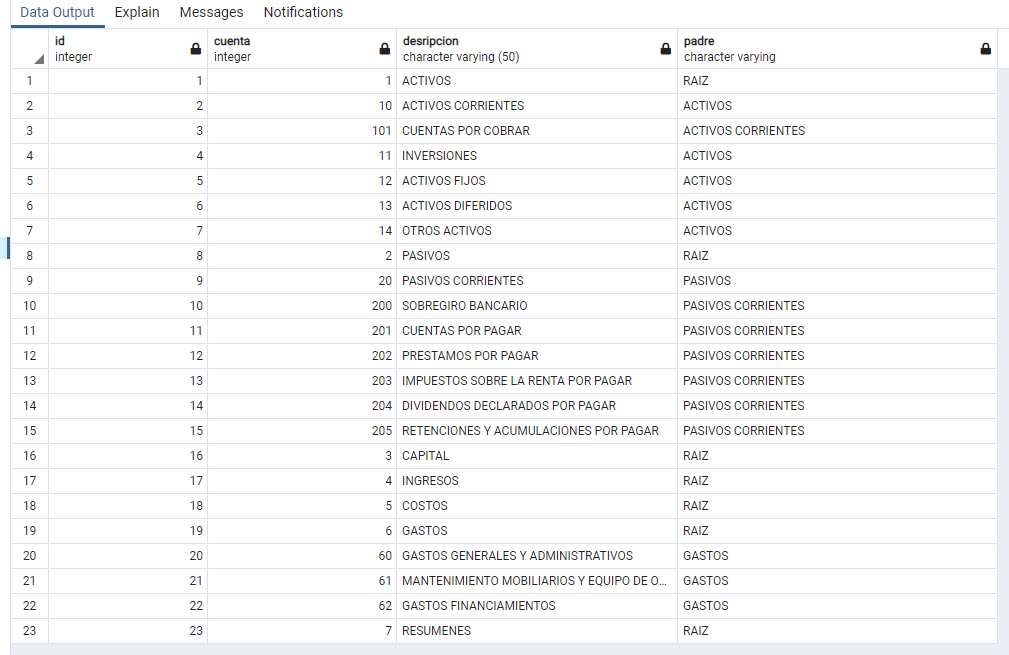 Data Output Explain Messages Notifications
id cuenta desripcion padre
integer integer character varying (50) character varying
1 1 1 ACTIVOS RAIZ
2 2 10 ACTIVOS CORRIENTES ACTIVOS
3 3 101 CUENTAS POR COBRAR ACTIVOS CORRIENTES
4 4 11 INVERSIONES ACTIVOS
5 5 12 ACTIVOS FIJOS ACTIVOS
6 6 13 ACTIVOS DIFERIDOS ACTIVOS
7 7 14 OTROS ACTIVOS ACTIVOS
8 8 2 PASIVOS RAIZ
9 9 20 PASIVOS CORRIENTES PASIVOS
10 10 200 SOBREGIRO BANCARIO PASIVOS CORRIENTES
11 11 201 CUENTAS POR PAGAR PASIVOS CORRIENTES
12 12 202 PRESTAMOS POR PAGAR PASIVOS CORRIENTES
13 13 203 IMPUESTOS SOBRE LA RENTA POR PAGAR PASIVOS CORRIENTES
14 14 204 DIVIDENDOS DECLARADOS POR PAGAR PASIVOS CORRIENTES
15 15 205 RETENCIONES Y ACUMULACIONES POR PAGAR PASIVOS CORRIENTES
16 16 3 CAPITAL RAIZ
17 17 4 INGRESOS RAIZ
18 18 5 COSTOS RAIZ
19 19 6 GASTOS RAIZ
20 20 60 GASTOS GENERALES Y ADMINISTRATIVOS GASTOS
21 21 61 MANTENIMIENTO MOBILIARIOS Y EQUIPO DE O... GASTOS
22 22 62 GASTOS FINANCIAMIENTOS GASTOS
23 23 7 RESUMENES RAIZ